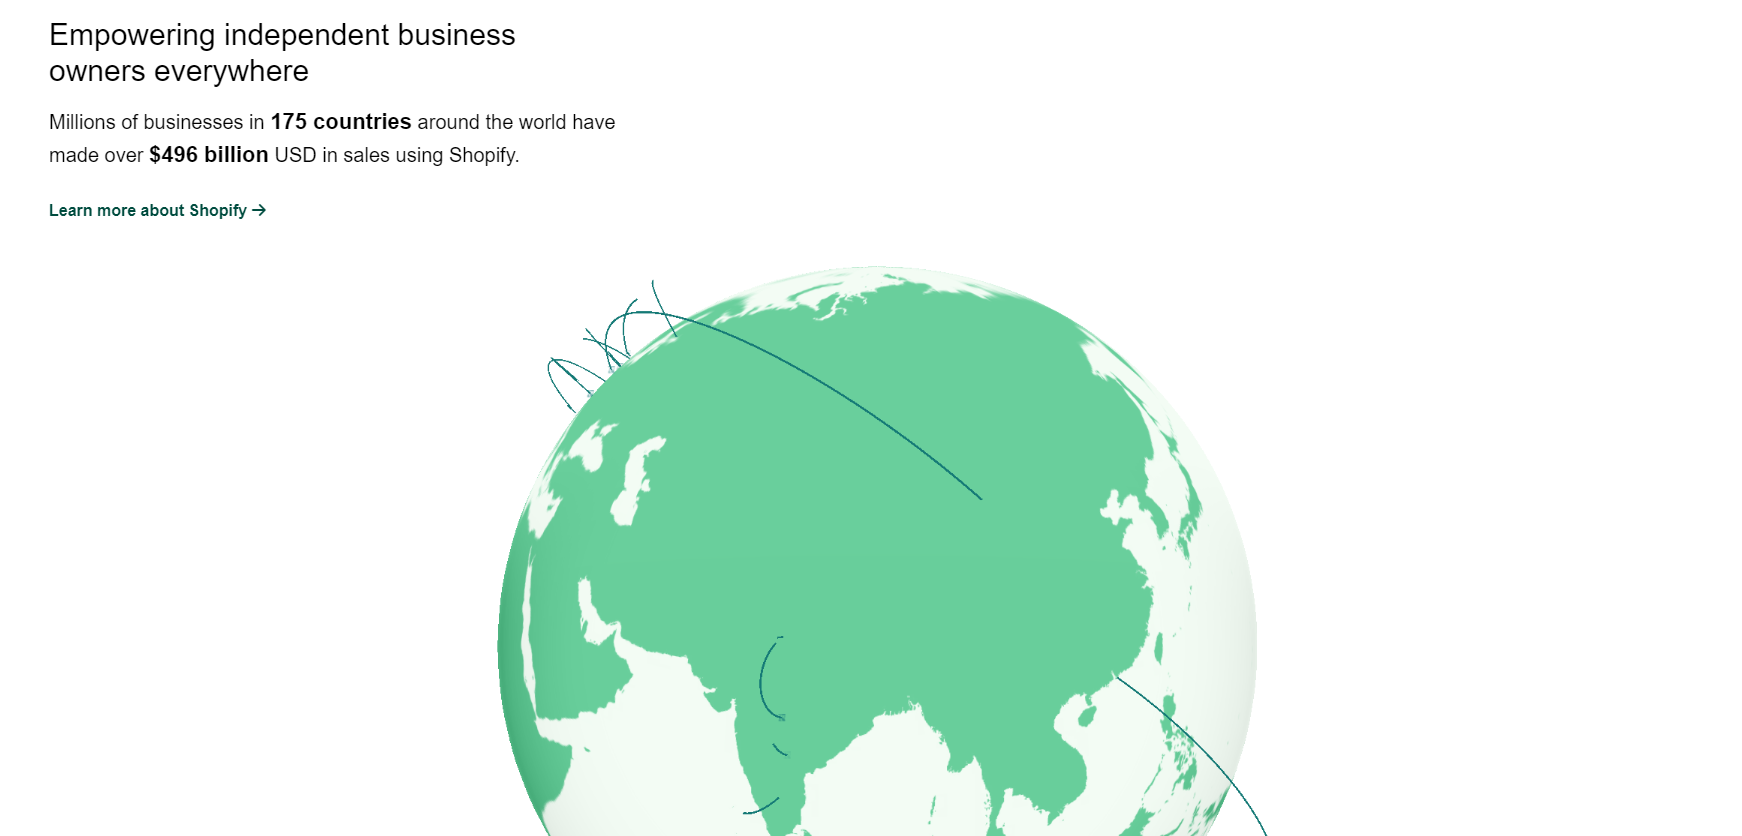 Empowering independent business
owners everywhere
Millions of businesses in 175 countries around the world have
made over $496 billion USD in sales using Shopify.
Learn more about Shopify →